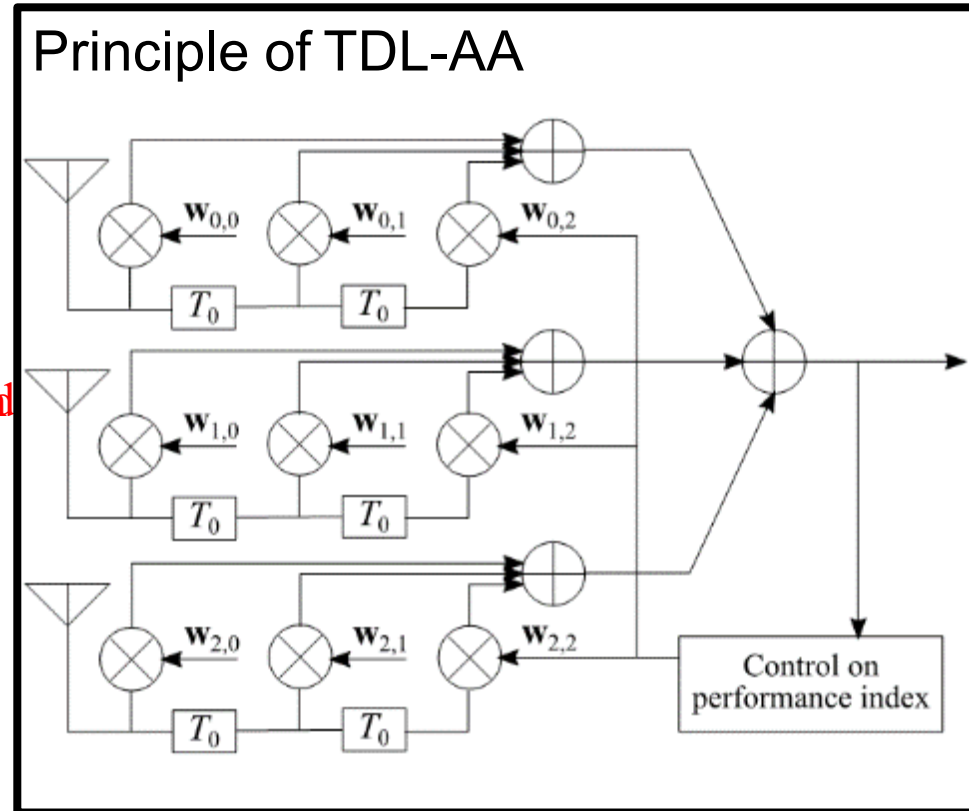 Principle of TDL-AA
w0,0 w0,1 w0,2
T0 T0
w1,0 w1,1 w1,2
T0 T0
w2,0 w2,1 w2,2
Control on
performance index
T0 T0